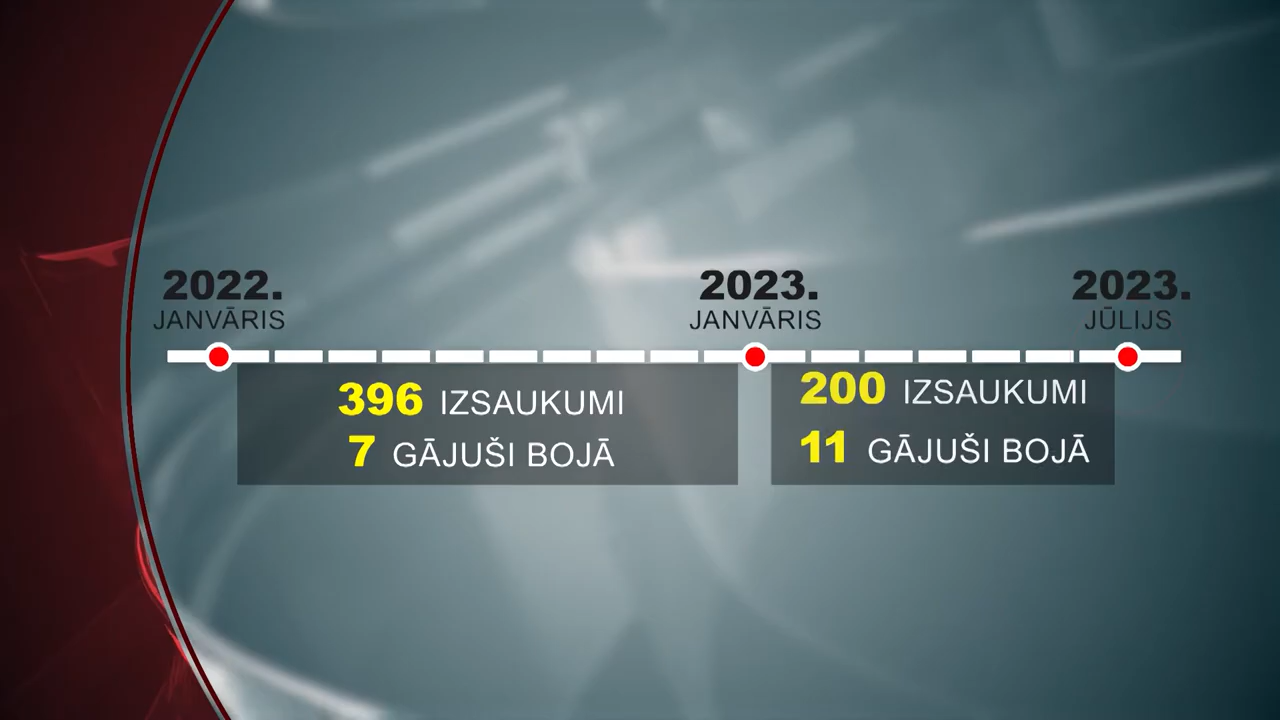 2022.
JANVĀRIS
2023.
JANVĀRIS
2023.
JŪLIJS
396 IZSAUKUMI
7 GĀJUŠI BOJĀ
200 IZSAUKUMI
11 GĀJUŠI BOJĀ